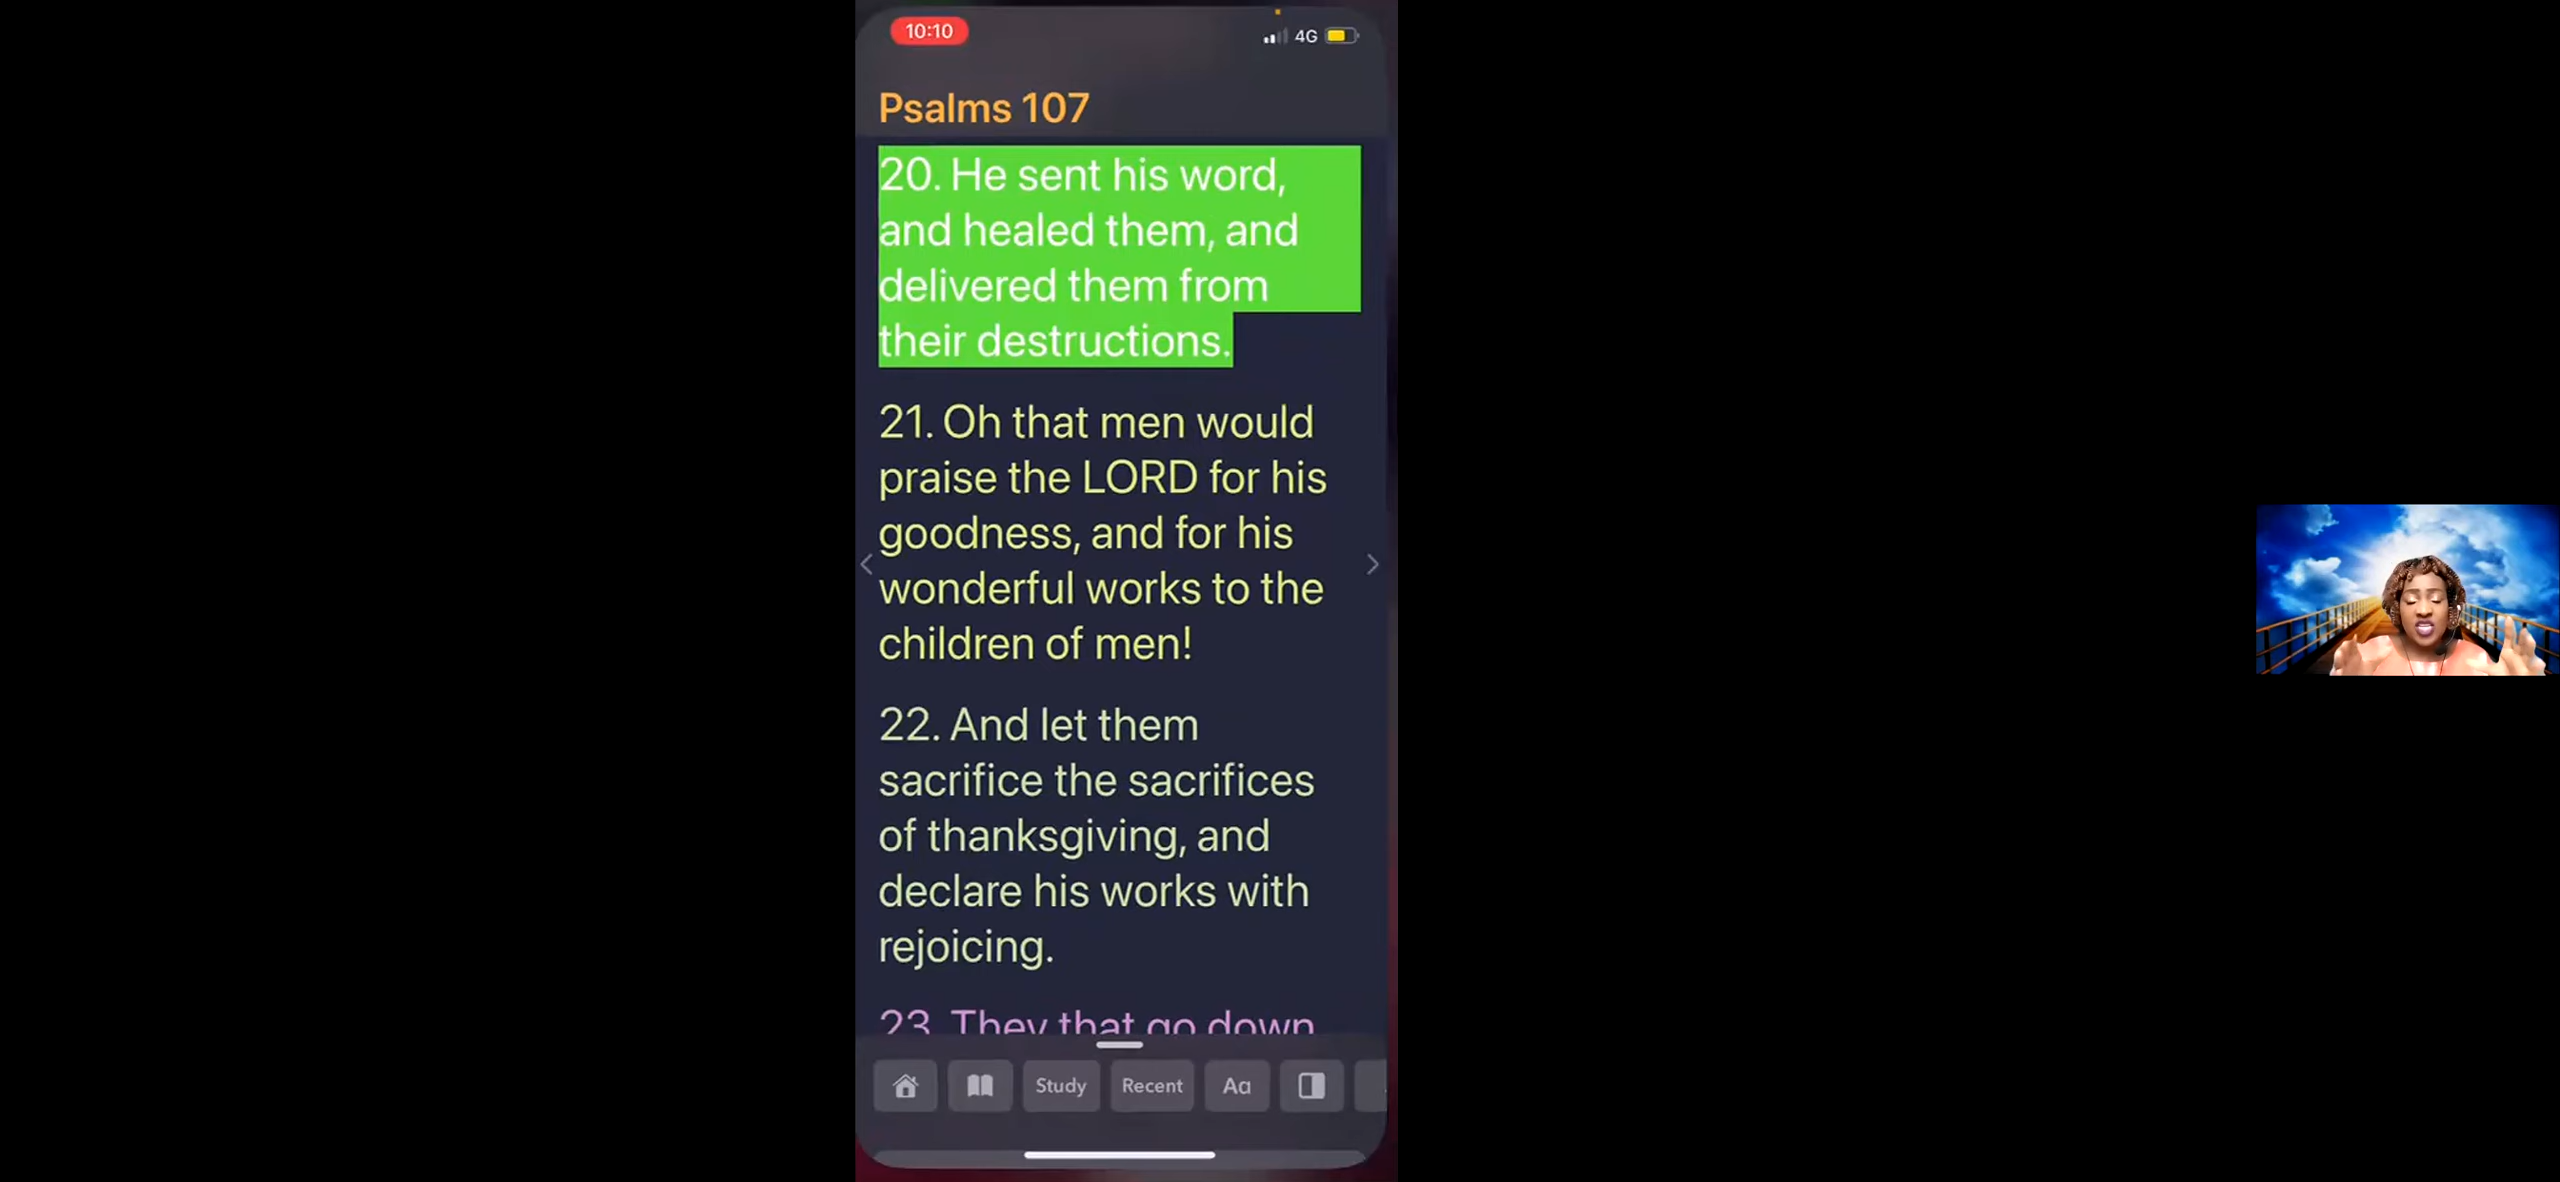 10:10
4G
Psalms 107
20. He sent his word,
and healed them, and
delivered them from
their destructions.
21. Oh that men would
praise the LORD for his
goodness, and for his
wonderful works to the
children of men!
22. And let them
sacrifice the sacrifices
of thanksgiving, and
declare his works with
rejoicing.
23. They that go down
Study
Recent
Aa